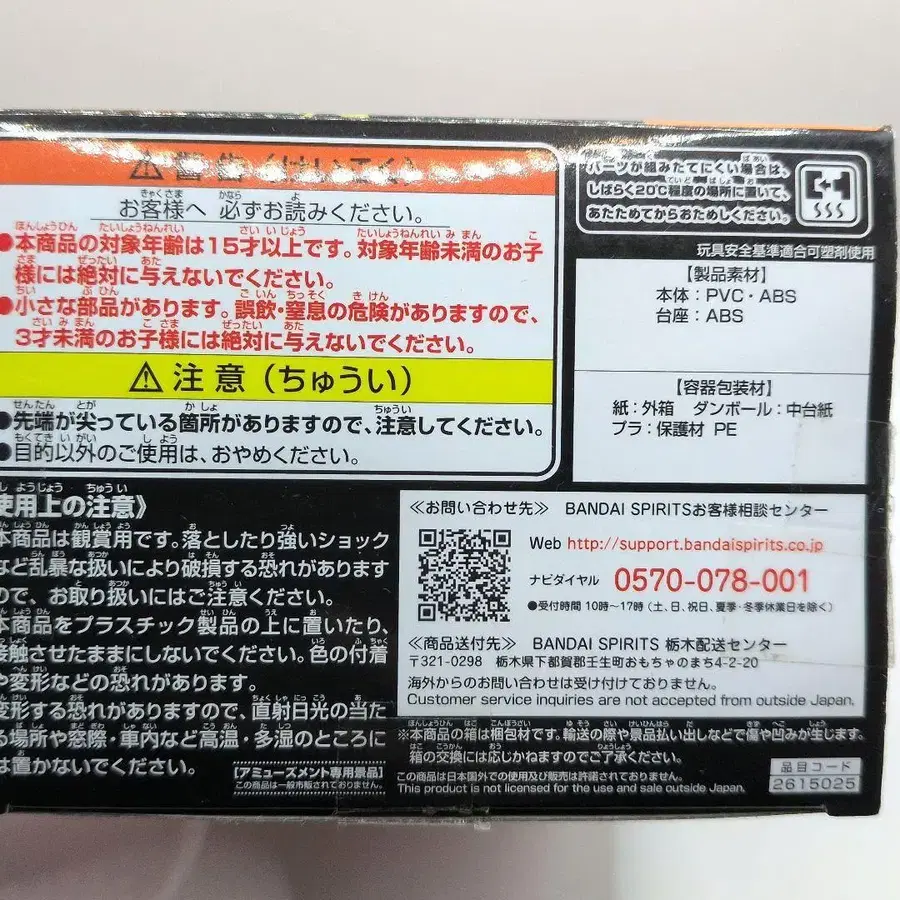 ⚠警告(けいこく)
お客様へ 必ずお読みください。
●本商品の対象年齢は15才以上です。対象年齢未満のお子
様には絶対に与えないでください。
●小さな部品があります。誤飲・窒息の危険がありますので、
3才未満のお子様には絶対に与えないでください。
⚠注意(ちゅうい)
●先端が尖っている箇所がありますので、注意してください。
●目的以外のご使用は、おやめください。
使用上の注意》
本商品は観賞用です。落としたり強いショック
など乱暴な扱いにより破損する恐れがあります
ので、お取り扱いにはご注意ください。
本商品をプラスチック製品の上に置いたり、
接触させたままにしないでください。色の付着
や変形などの恐れがあります。
変形する恐れがありますので、直射日光の当た
る場所や窓際・車内など高温・多湿のところに
は置かないでください。
【アミューズメント専用景品】
この商品は一般市販されておりません。
パーツが組みたてにくい場合は、
しばらく20℃程度の場所に置いて、
あたためてからおためしください。
玩具安全基準適合可塑剤使用
【製品素材】
本体:PVC・ABS
台座:ABS
【容器包装材】
紙:外箱 ダンボール:中台紙
プラ:保護材 PE
≪お問い合わせ先≫ BANDAI SPIRITSお客様相談センター
Web http://support.bandaispirits.co.jp
ナビダイヤル 0570-078-001
●受付時間 10時〜17時(土、日、祝日、夏季・冬季休業日を除く)
≪商品送付先≫ BANDAI SPIRITS 栃木配送センター
〒321-0298 栃木県下都賀郡壬生町おもちゃのまち4-2-20
海外からのお問い合わせは受け付けておりません。
Customer service inquiries are not accepted from outside Japan.
※本商品の箱は梱包材です。輸送の際や景品払い出しなどで傷や凹みが生じます。
箱の交換には応じかねますのでご了承ください。
この商品は日本国外での使用及び販売は許諾されておりません。
This product is not licensed for the use and sale outside Japan.
品目コード
2615025